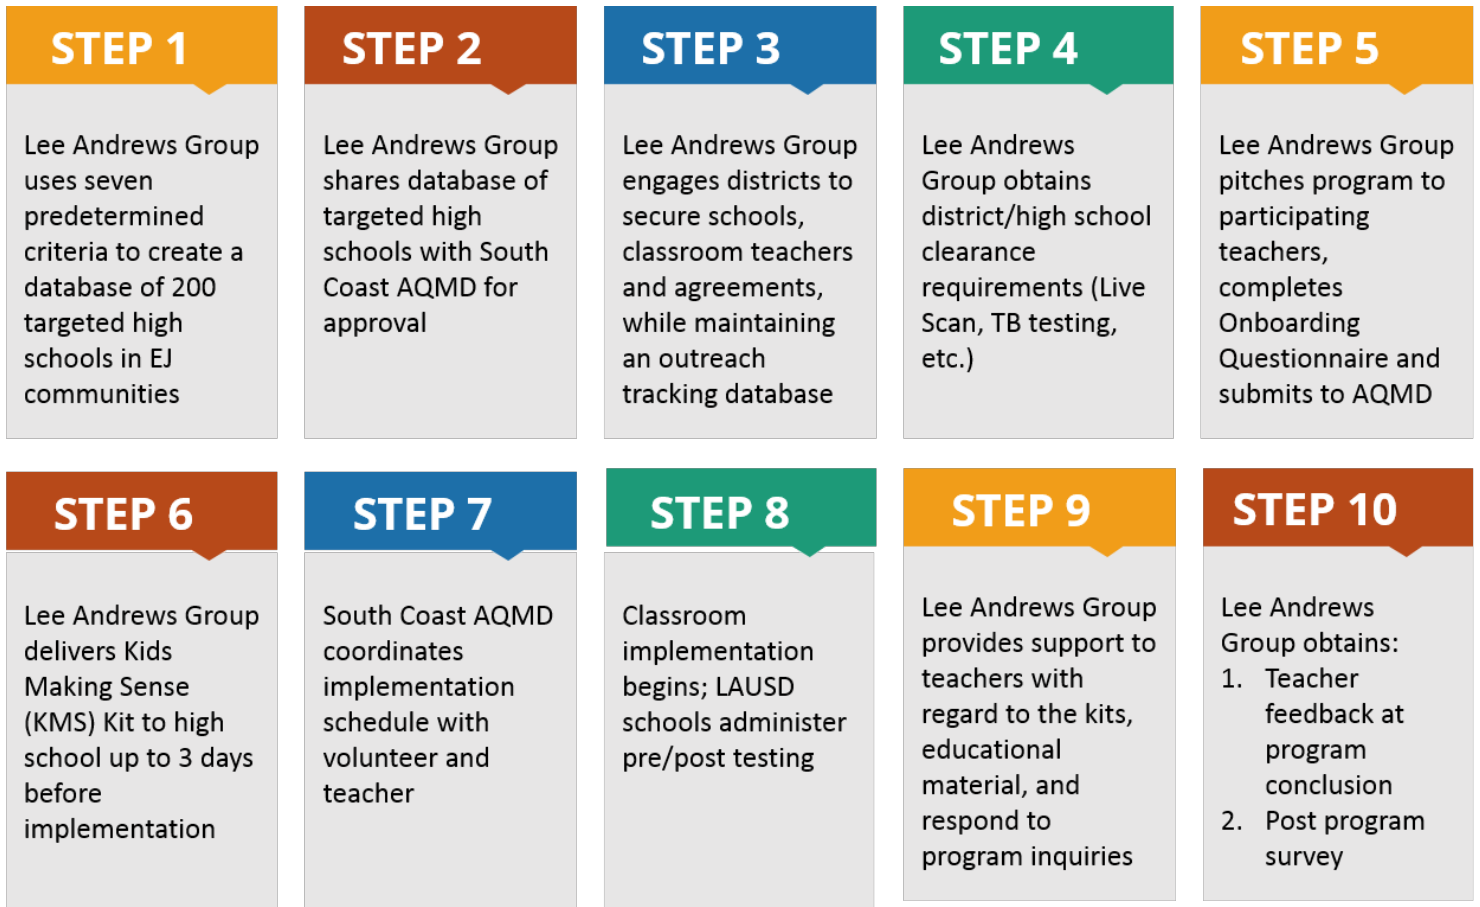 STEP 1
Lee Andrews Group
uses seven
predetermined
criteria to create a
database of 200
targeted high
schools in EJ
communities
STEP 2
Lee Andrews Group
shares database of
targeted high
schools with South
Coast AQMD for
approval
STEP 3
Lee Andrews Group
engages districts to
secure schools,
classroom teachers
and agreements,
while maintaining
an outreach
tracking database
STEP 4
Lee Andrews
Group obtains
district/high school
clearance
requirements (Live
Scan, TB testing,
etc.)
STEP 5
Lee Andrews Group
pitches program to
participating
teachers,
completes
Onboarding
Questionnaire and
submits to AQMD
STEP 6
Lee Andrews Group
delivers Kids
Making Sense
(KMS) Kit to high
school up to 3 days
before
implementation
STEP 7
South Coast AQMD
coordinates
implementation
schedule with
volunteer and
teacher
STEP 8
Classroom
implementation
begins; LAUSD
schools administer
pre/post testing
STEP 9
Lee Andrews Group
provides support to
teachers with
regard to the kits,
educational
material, and
respond to
program inquiries
STEP 10
Lee Andrews
Group obtains:
1. Teacher
feedback at
program
conclusion
2. Post program
survey